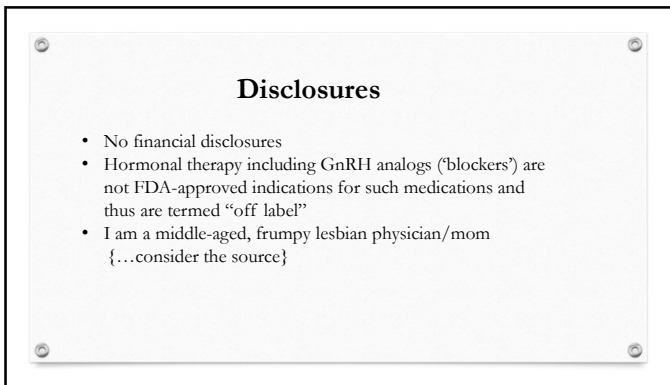 Disclosures
• No financial disclosures
• Hormonal therapy including GnRH analogs (‘blockers’) are
not FDA-approved indications for such medications and
thus are termed “off label”
• I am a middle-aged, frumpy lesbian physician/mom
{…consider the source}